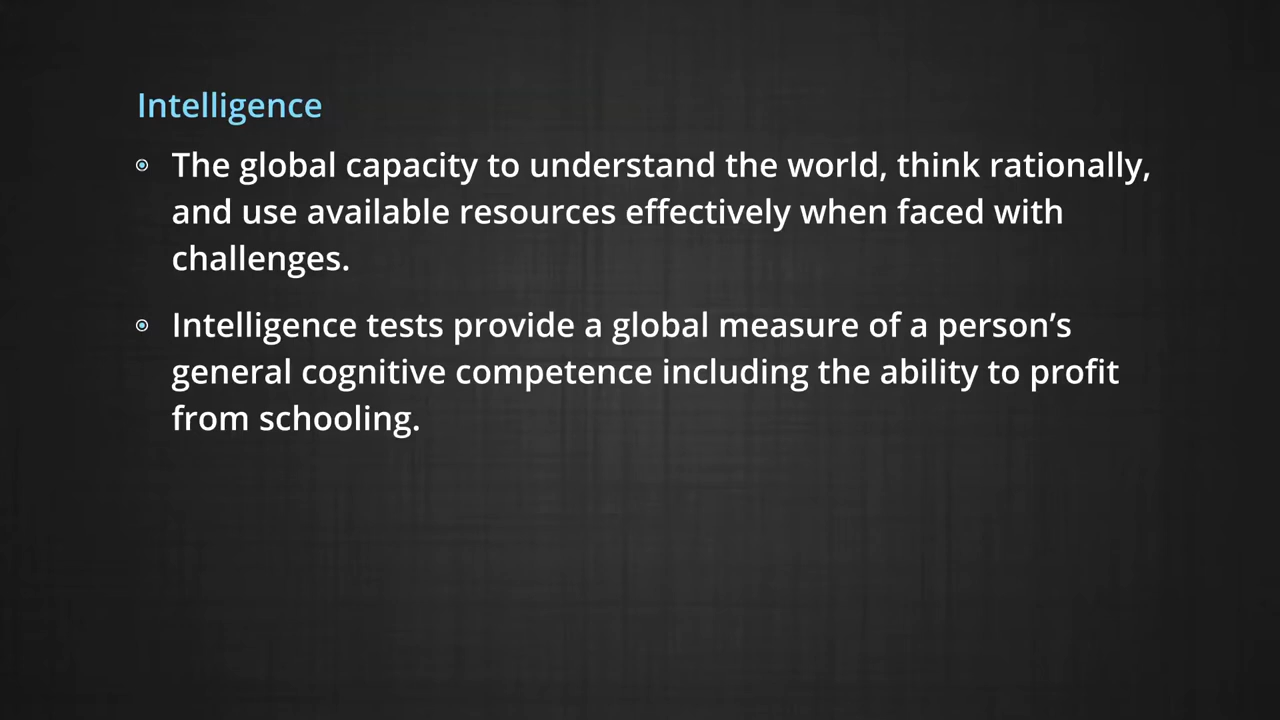 Intelligence
The global capacity to understand the world, think rationally,
and use available resources effectively when faced with
challenges.
Intelligence tests provide a global measure of a person’s
general cognitive competence including the ability to profit
from schooling.